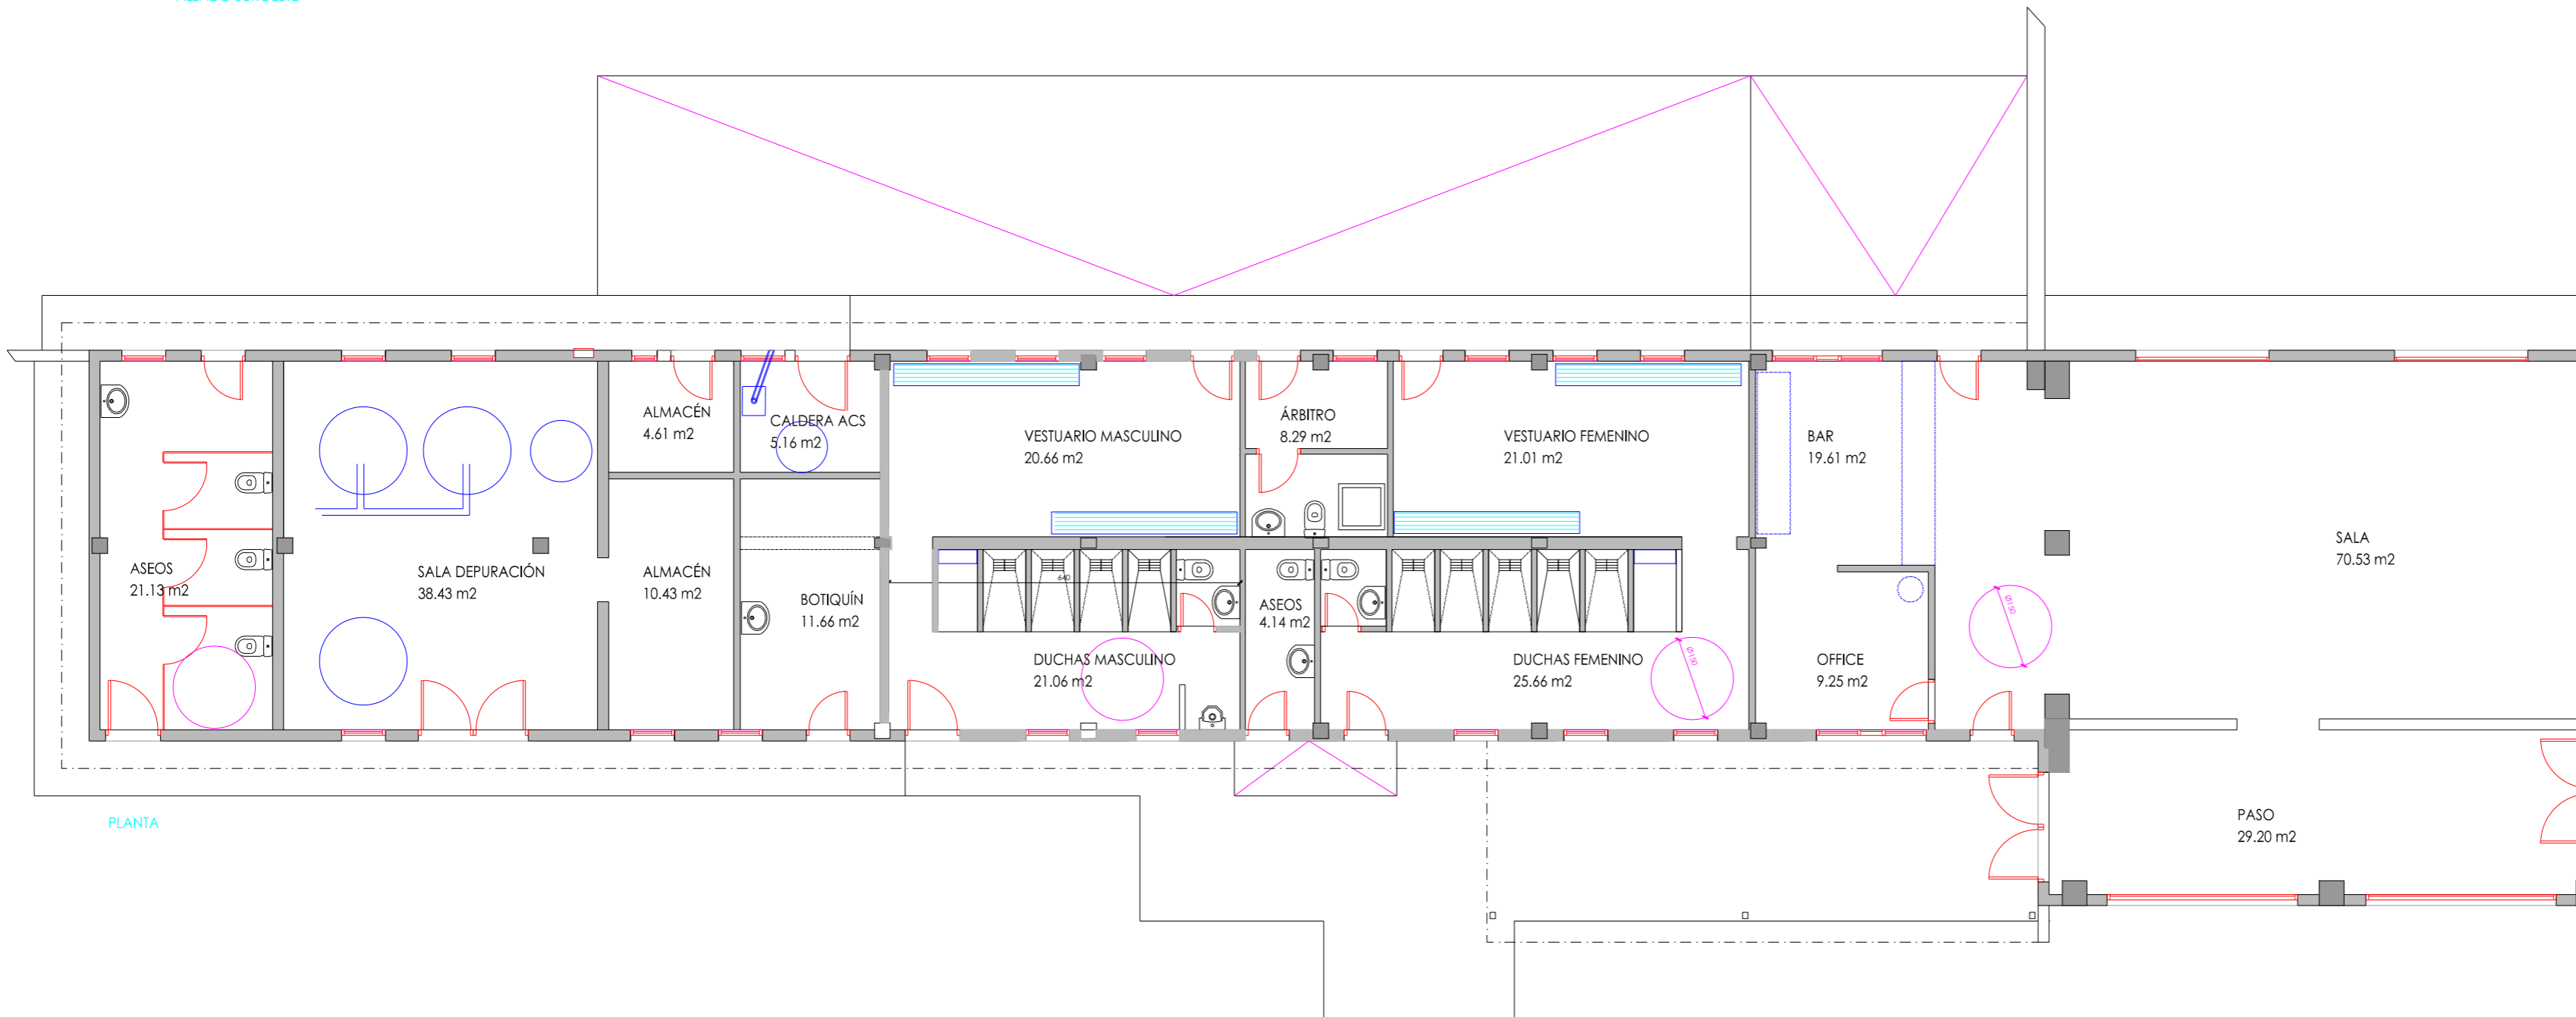 PLANTA
ASEOS
21.13 m2
SALA DEPURACIÓN
38.43 m2
ALMACÉN
4.61 m2
ALMACÉN
10.43 m2
CALDERA ACS
5.16 m2
BOTIQUÍN
11.66 m2
VESTUARIO MASCULINO
20.66 m2
640
DUCHAS MASCULINO
21.06 m2
ÁRBITRO
8.29 m2
ASEOS
4.14 m2
VESTUARIO FEMENINO
21.01 m2
DUCHAS FEMENINO
25.66 m2
Ø150
BAR
19.61 m2
OFFICE
9.25 m2
Ø150
SALA
70.53 m2
PASO
29.20 m2